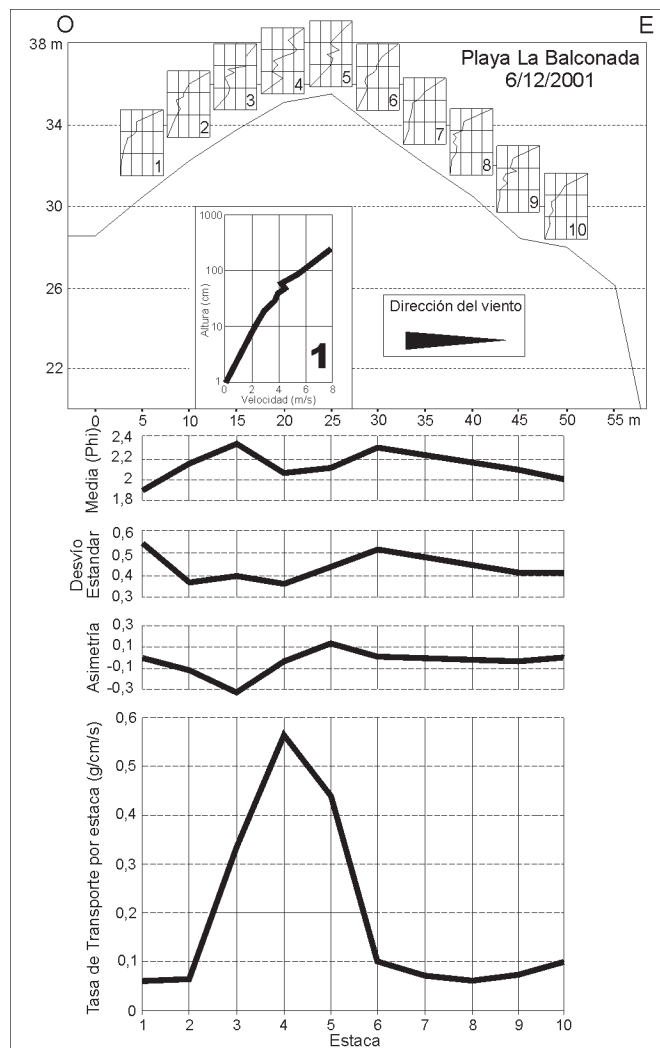 O
E
38 m
Playa La Balconada
6/12/2001
34
30
26
22
1
2
3
4
5
6
7
8
9
10
1000
100
10
1
Altura (cm)
0 2 4 6 8
Velocidad (m/s)
1
Dirección del viento
O 5 10 15 20 25 30 35 40 45 50 55 m
Media (Phi)
2,4
2,2
2
1,8
Desvío
Estandar
0,6
0,5
0,4
0,3
Asimetría
0,3
0,1
-0,1
-0,3
Tasa de Transporte por estaca (g/cm/s)
0,6
0,5
0,4
0,3
0,2
0,1
0
1 2 3 4 5 6 7 8 9 10
Estaca